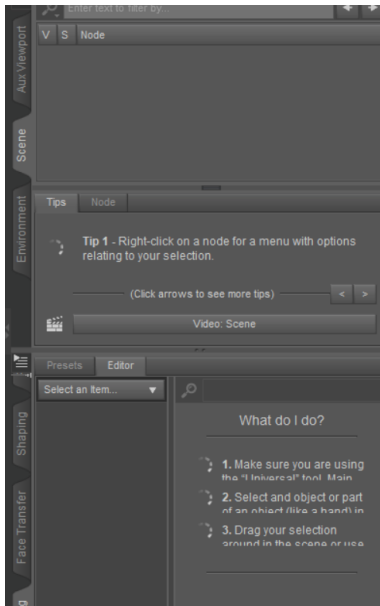 Enter text to filter by...
Aux Viewport
V S Node
Scene
Environment
Tips Node
Tip 1 - Right-click on a node for a menu with options
relating to your selection.
(Click arrows to see more tips) < >
Video: Scene
Presets Editor
Select an Item...
Shaping
What do I do?
1. Make sure you are using
the "Universal" tool. Main
2. Select and object or part
of an object (like a hand) in
3. Drag your selection
around in the scene or use
Face Transfer